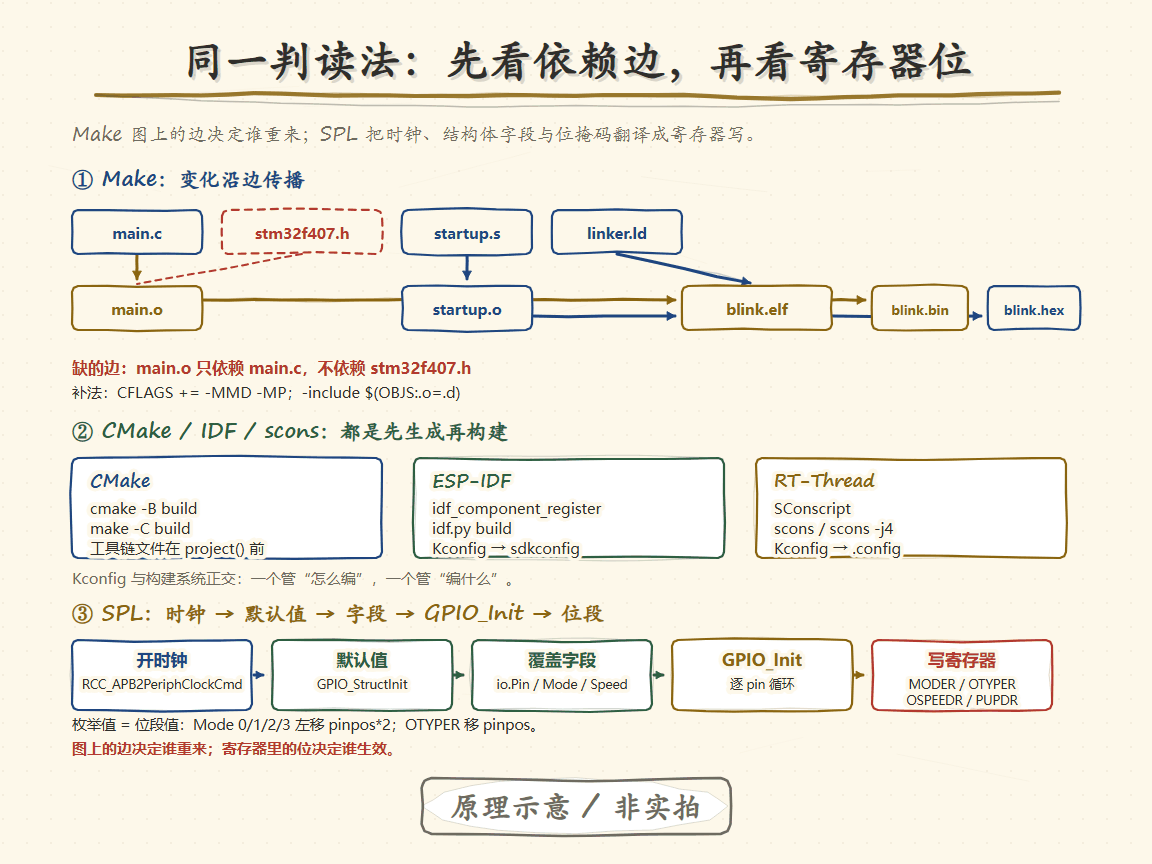 同一判读法：先看依赖边，再看寄存器位
Make 图上的边决定谁重来；SPL 把时钟、结构体字段与位掩码翻译成寄存器写。
① Make：变化沿边传播
main.c
stm32f407.h
startup.s
linker.ld
main.o
startup.o
blink.elf
blink.bin
blink.hex
缺的边：main.o 只依赖 main.c，不依赖 stm32f407.h
补法：CFLAGS += -MMD -MP；-include $(OBJS:.o=.d)
② CMake / IDF / scons：都是先生成再构建
CMake
cmake -B build
make -C build
工具链文件在 project() 前
ESP-IDF
idf_component_register
idf.py build
Kconfig → sdkconfig
RT-Thread
SConscript
scons / scons -j4
Kconfig → .config
Kconfig 与构建系统正交：一个管“怎么编”，一个管“编什么”。
③ SPL：时钟 → 默认值 → 字段 → GPIO_Init → 位段
开时钟
RCC_APB2PeriphClockCmd
默认值
GPIO_StructInit
覆盖字段
io.Pin / Mode / Speed
GPIO_Init
逐 pin 循环
写寄存器
MODER / OTYPER
OSPEEDR / PUPDR
枚举值 = 位段值：Mode 0/1/2/3 左移 pinpos*2；OTYPER 移 pinpos。
图上的边决定谁重来；寄存器里的位决定谁生效。
原理示意 / 非实拍